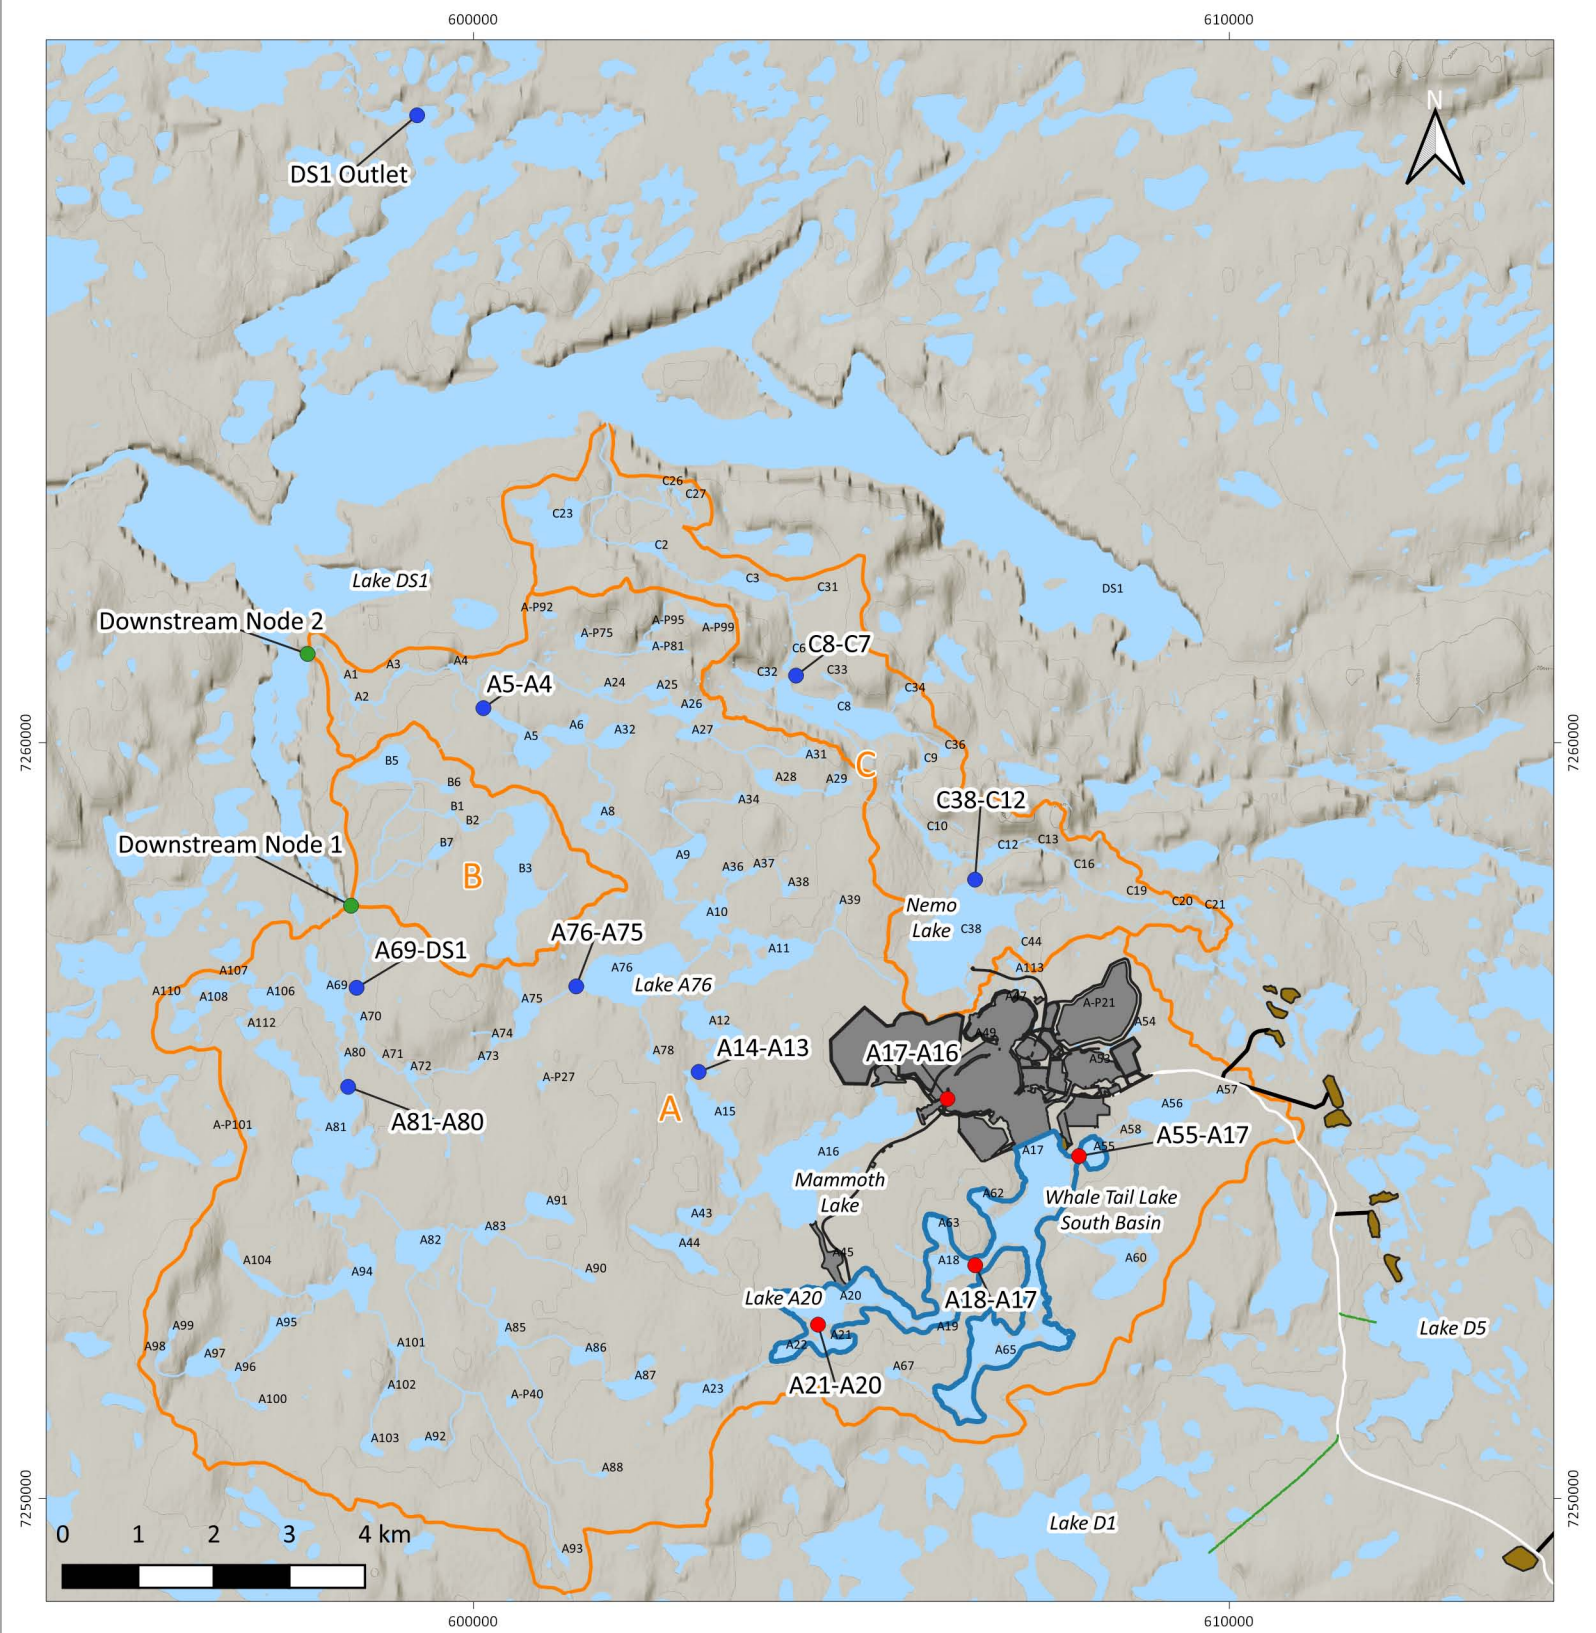 600000
610000
N
DS1 Outlet
C26
C27
C23
C2
Lake DS1
C3
C31
DS1
A-P92
Downstream Node 2
A-P95
A-P99
A-P75
A-P81
C6
C8-C7
A1
A3
A4
C32
C33
A2
A5-A4
A24
A25
C34
A26
C8
A5
A6
A32
A27
C36
7260000
7260000
B5
A31
C
C9
B6
A28
A29
B1
A34
C38-C12
B2
A8
C10
Downstream Node 1
B7
C12
C13
A9
A36
A37
C16
B
B3
A38
C19
A39
Nemo
Lake
C20
C21
A10
A76-A75
C38
A69-DS1
A11
C44
A107
A76
A113
A110
A108
A106
A69
Lake A76
A75
A47
A-P21
A112
A70
A12
A54
A74
A49
A80
A71
A72
A73
A78
A14-A13
A17-A16
A53
A-P27
A57
A81-A80
A
A15
A56
A-P101
A81
A58
A55-A17
A16
A17
A55
Mammoth
Lake
A91
A62
Whale Tail Lake
South Basin
A83
A43
A63
A82
A44
A45
A18
A60
A104
A94
A90
Lake A20
A20
A18-A17
A99
A95
A85
A21
A19
Lake D5
A98
A97
A101
A86
A22
A65
A96
A87
A67
A102
A23
A21-A20
A100
A-P40
A103
A92
A88
7250000
7250000
Lake D1
0 1 2 3 4 km
A93
600000
610000